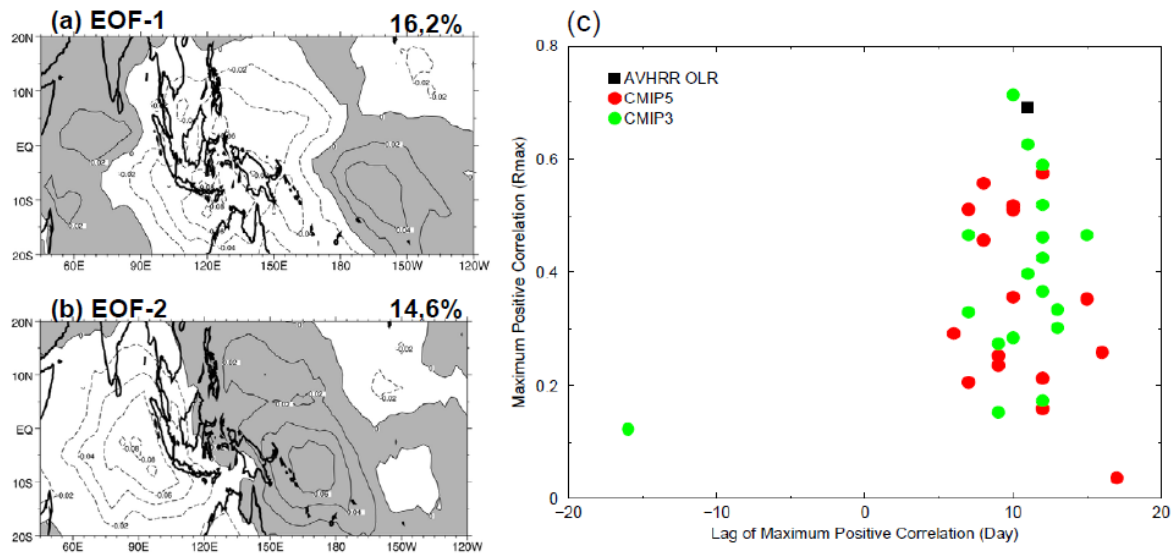 (a) EOF-1 16,2%
20N
10N
EQ
10S
20S
60E 90E 120E 150E 180 150W 120W
(b) EOF-2 14,6%
20N
10N
EQ
10S
20S
60E 90E 120E 150E 180 150W 120W
(c)
AVHRR OLR
CMIP5
CMIP3
Maximum Positive Correlation (Rmax)
0.8
0.6
0.4
0.2
0
−20 −10 0 10 20
Lag of Maximum Positive Correlation (Day)